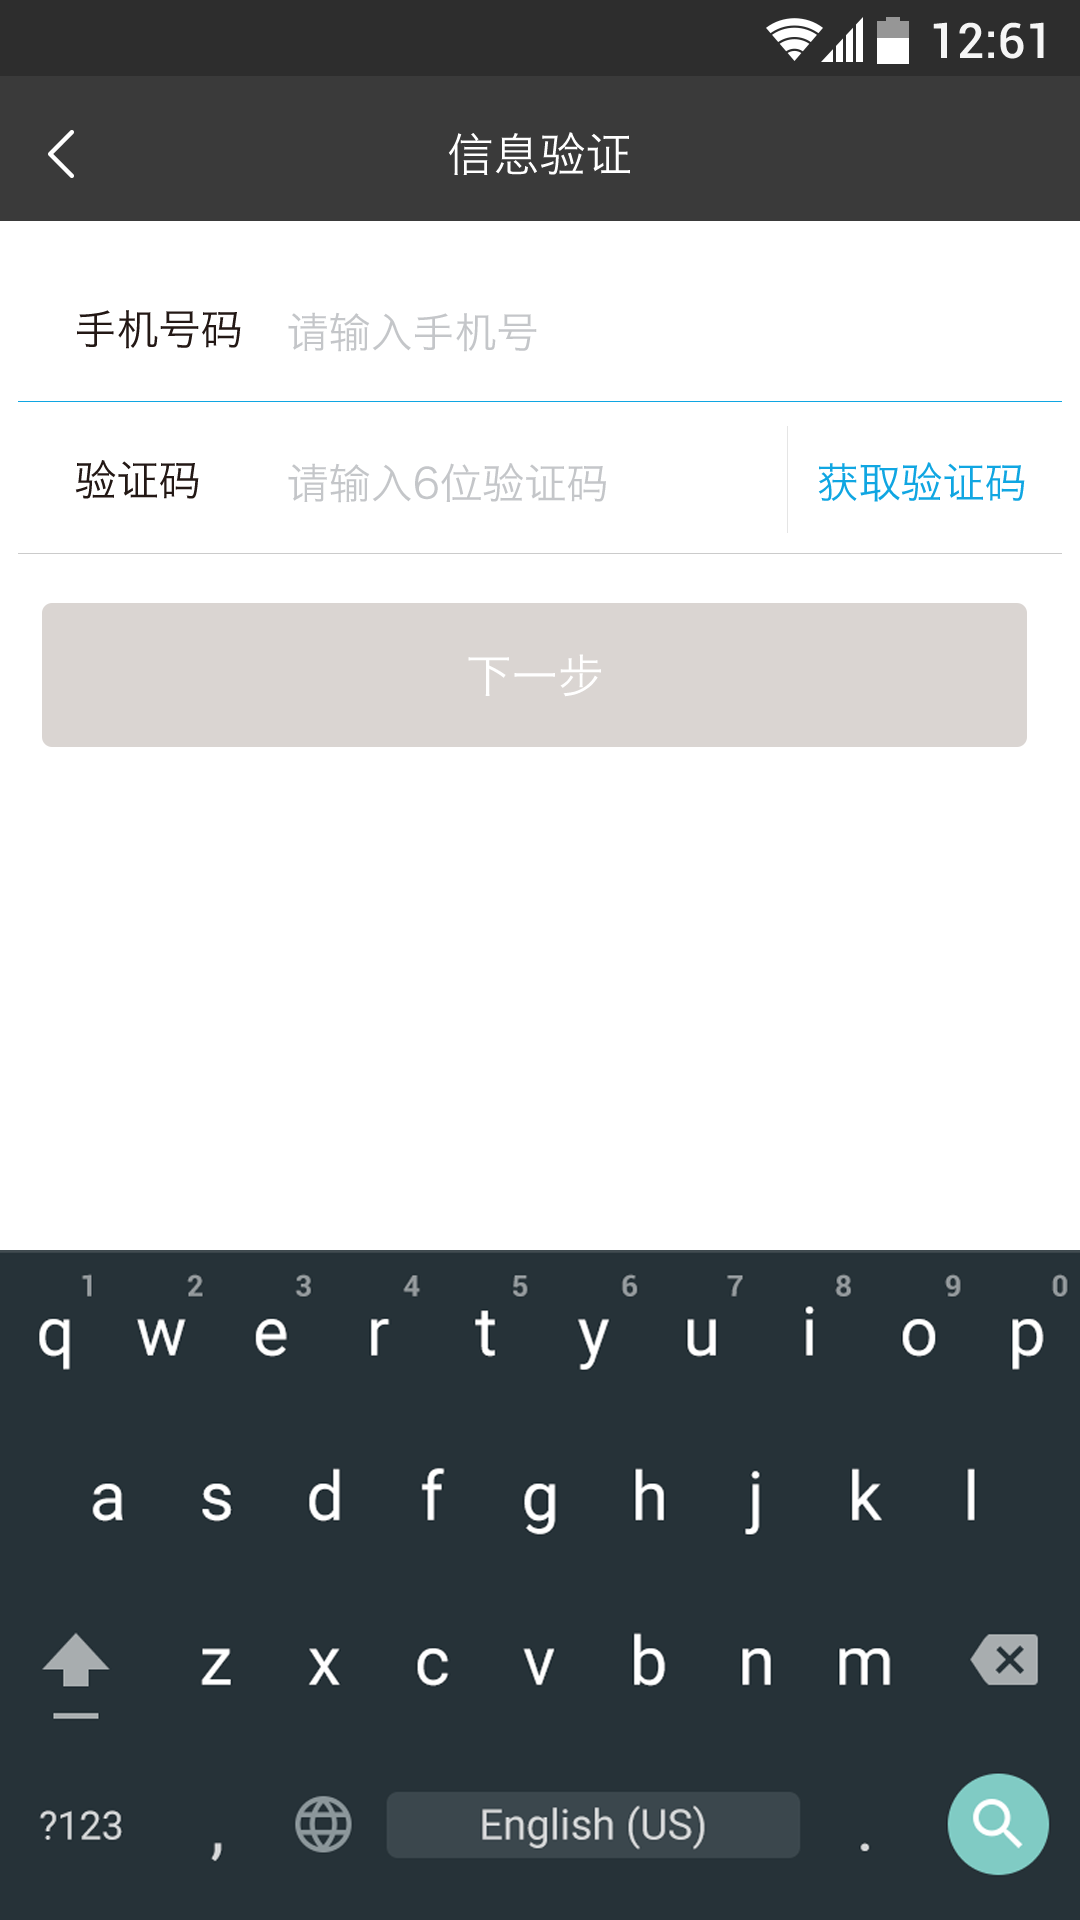 12:61
信息验证
手机号码 请输入手机号
验证码 请输入6位验证码 获取验证码
下一步
1 2 3 4 5 6 7 8 9 0
q w e r t y u i o p
a s d f g h j k l
z x c v b n m
?123 , English (US) .